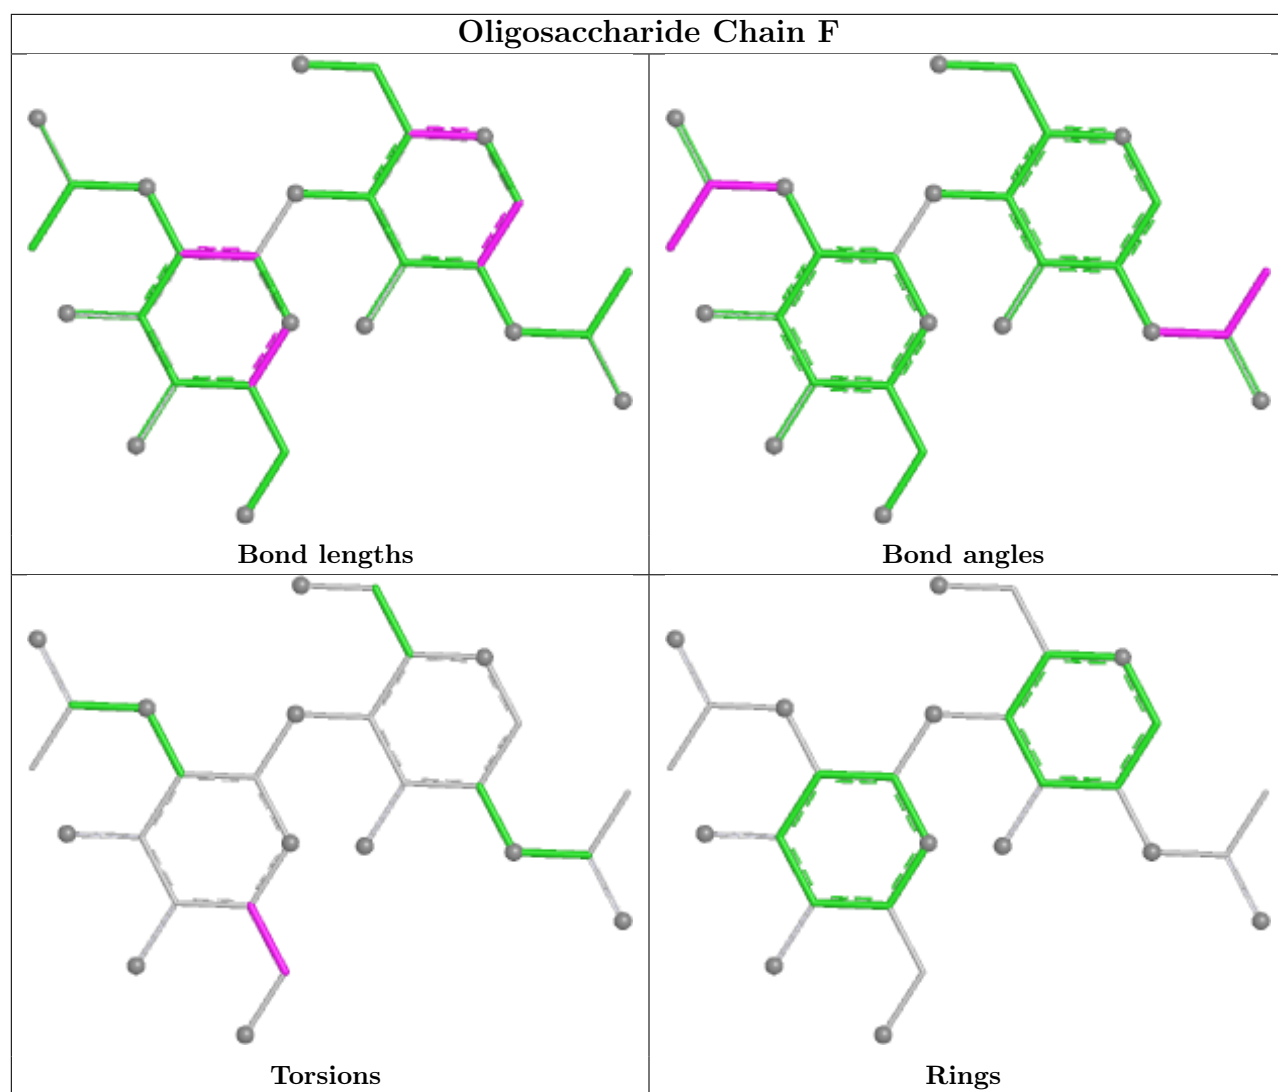 Oligosaccharide Chain F
Bond lengths
Bond angles
Torsions
Rings